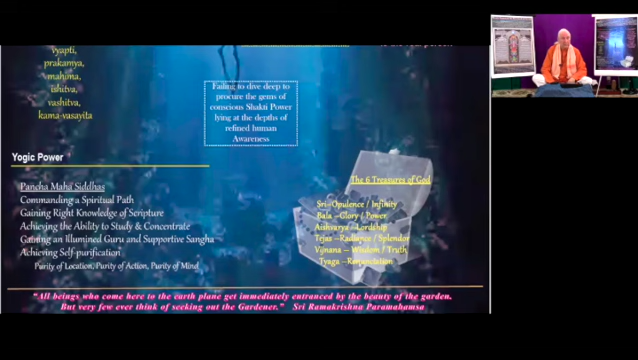 vyapti,
prakamya,
mahima,
ishitva,
vashitva,
kama-vasayita
Failing to dive deep to
procure the gems of
conscious Shakti Power
lying at the depths of
refined human
Awareness
Yogic Power
Pancha Maha Siddhas
Commanding a Spiritual Path
Gaining Right Knowledge of Scripture
Achieving the Ability to Study & Concentrate
Gaining an Illumined Guru and Supportive Sangha
Achieving Self-purification
Purity of Location, Purity of Action, Purity of Mind
The 6 Treasures of God
Sri-Opulence / Infinity
Bala –Glory / Power
Aishvarya –Lordship
Tejas –Radiance / Splendor
Vijnana – Wisdom / Truth
Tyaga –Renunciation
“All beings who come here to the earth plane get immediately entranced by the beauty of the garden,
But very few ever think of seeking out the Gardener.” Sri Ramakrishna Paramahamsa